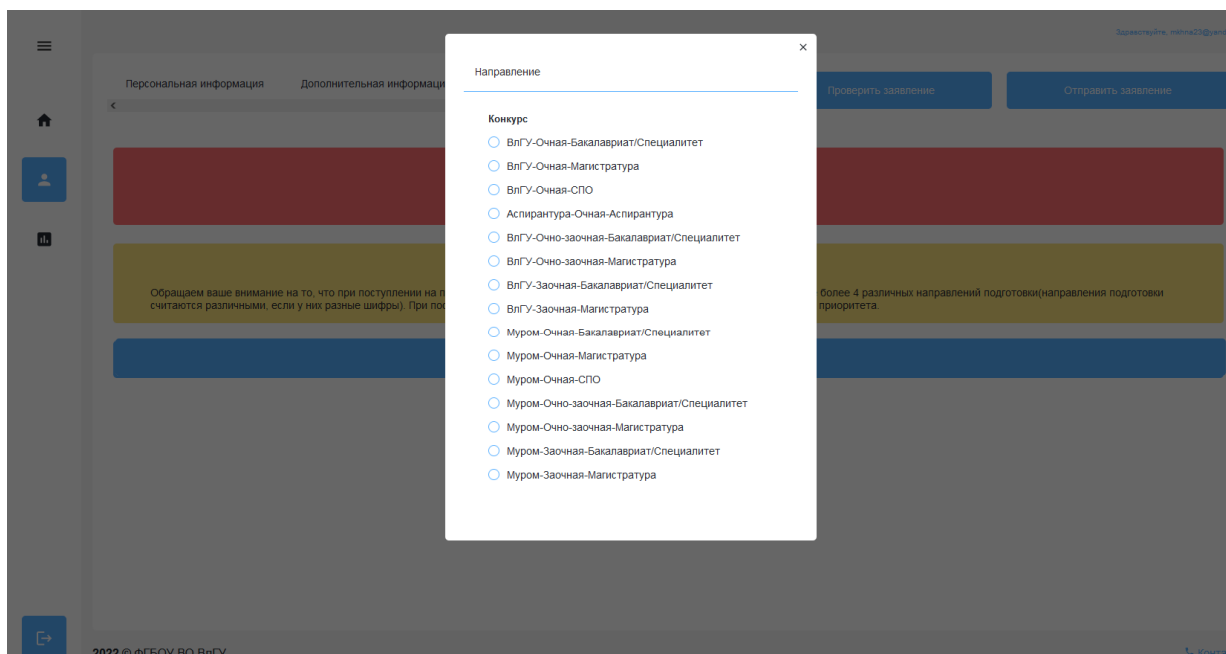 Здравствуйте,
×
Направление
Персональная информация
Дополнительная
Проверить заявление
Отправить заявление
Конкурс
ВлГУ-Очная-Бакалавриат/Специалитет
ВлГУ-Очная-Магистратура
ВлГУ-Очная-СПО
Аспирантура-Очная-Аспирантура
ВлГУ-Очно-заочная-Бакалавриат/Специалитет
ВлГУ-Очно-заочная-Магистратура
ВлГУ-Заочная-Бакалавриат/Специалитет
ВлГУ-Заочная-Магистратура
Муром-Очная-Бакалавриат/Специалитет
Муром-Очная-Магистратура
Муром-Очная-СПО
Муром-Очно-заочная-Бакалавриат/Специалитет
Муром-Очно-заочная-Магистратура
Муром-Заочная-Бакалавриат/Специалитет
Муром-Заочная-Магистратура
Обращаем ваше внимание на то, что при поступлении на
более 4 различных направлений подготовки(направления подготовки
считаются различными, если у них разные шифры). При
приоритета.
2022 © ФГБОУ ВО ВлГУ